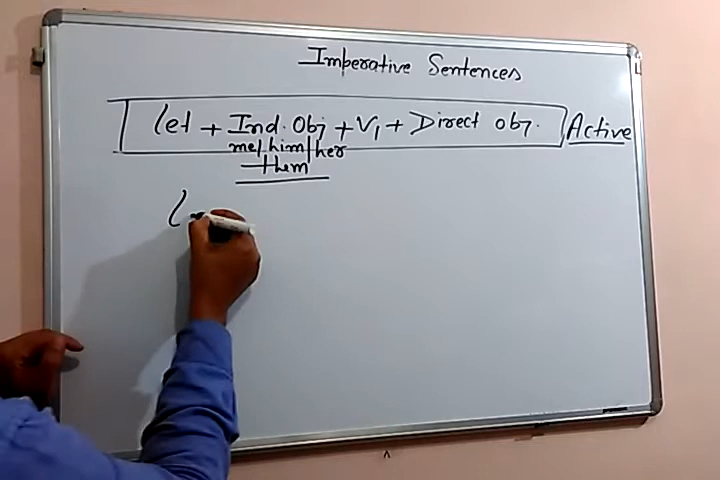 Imperative Sentences
Let + Ind. Obj + V1 + Direct obj. Active
me/him/her
them
L